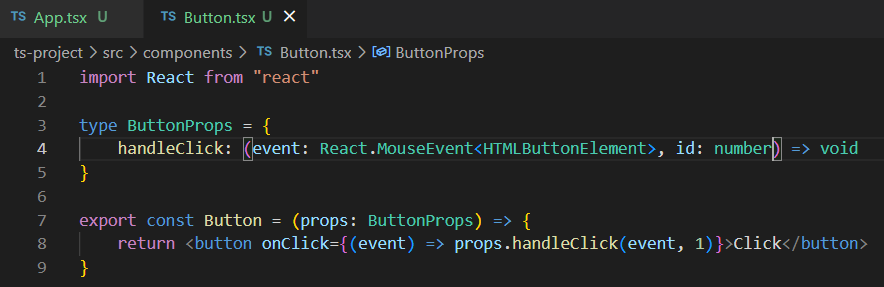 TS App.tsx U TS Button.tsx U ×
ts-project > src > components > TS Button.tsx > ButtonProps
1 import React from "react"
2
3 type ButtonProps = {
4     handleClick: (event: React.MouseEvent<HTMLButtonElement>, id: number) => void
5 }
6
7 export const Button = (props: ButtonProps) => {
8     return <button onClick={(event) => props.handleClick(event, 1)}>Click</button>
9 }